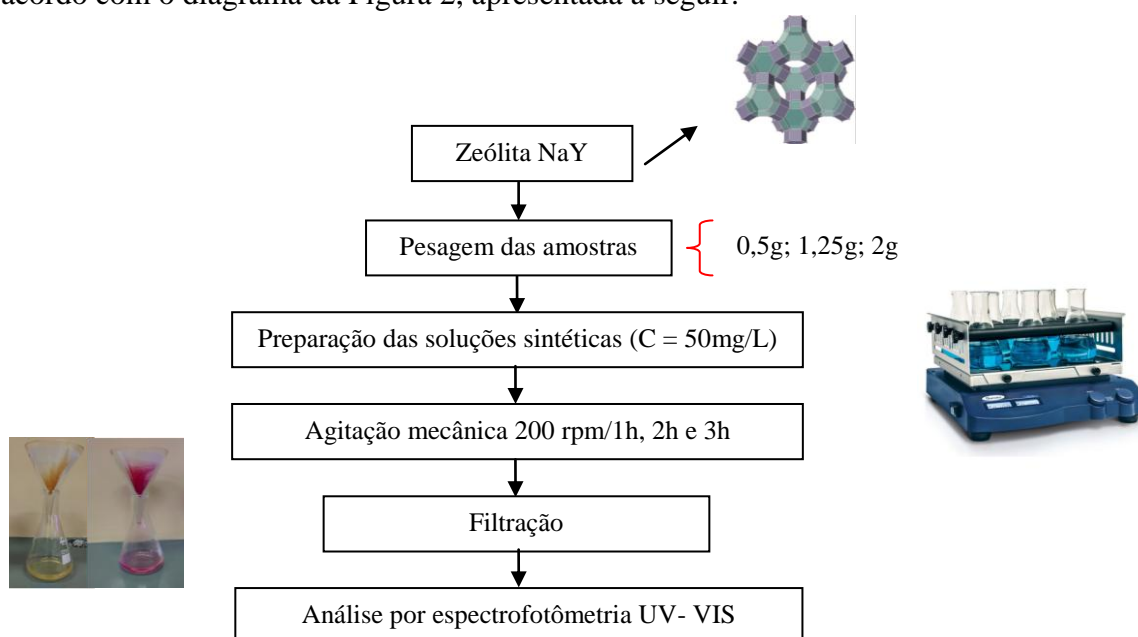 acordo com o diagrama da Figura 2, apresentada a seguir:
Zeólita NaY
Pesagem das amostras
0,5g; 1,25g; 2g
Preparação das soluções sintéticas (C = 50mg/L)
Agitação mecânica 200 rpm/1h, 2h e 3h
Filtração
Análise por espectrofotômetria UV- VIS